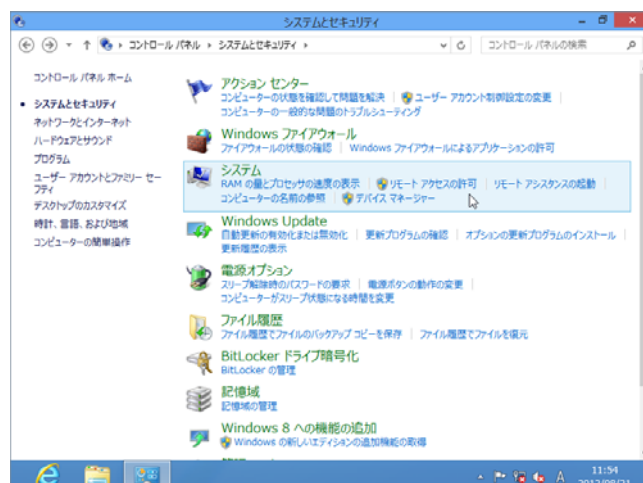 システムとセキュリティ
コントロール パネル
システムとセキュリティ
コントロール パネルの検索
コントロール パネル ホーム
システムとセキュリティ
ネットワークとインターネット
ハードウェアとサウンド
プログラム
ユーザー アカウントとファミリー セー
フティ
デスクトップのカスタマイズ
時計、言語、および地域
コンピューターの簡単操作
アクション センター
コンピューターの状態を確認して問題を解決 ユーザー アカウント制御設定の変更
コンピューターの一般的な問題のトラブルシューティング
Windows ファイアウォール
ファイアウォールの状態の確認 Windows ファイアウォールによるアプリケーションの許可
システム
RAM の量とプロセッサの速度の表示 リモート アクセスの許可 リモート アシスタンスの起動
コンピューターの名前の参照 デバイス マネージャー
Windows Update
自動更新の有効化または無効化 更新プログラムの確認 オプションの更新プログラムのインストール
更新履歴の表示
電源オプション
スリープ解除時のパスワードの要求 電源ボタンの動作の変更
コンピューターがスリープ状態になる時間を変更
ファイル履歴
ファイル履歴でファイルのバックアップ コピーを保存 ファイル履歴でファイルを復元
BitLocker ドライブ暗号化
BitLocker の管理
記憶域
記憶域の管理
Windows 8 への機能の追加
Windows の新しいエディションの追加機能の取得
A
11:54